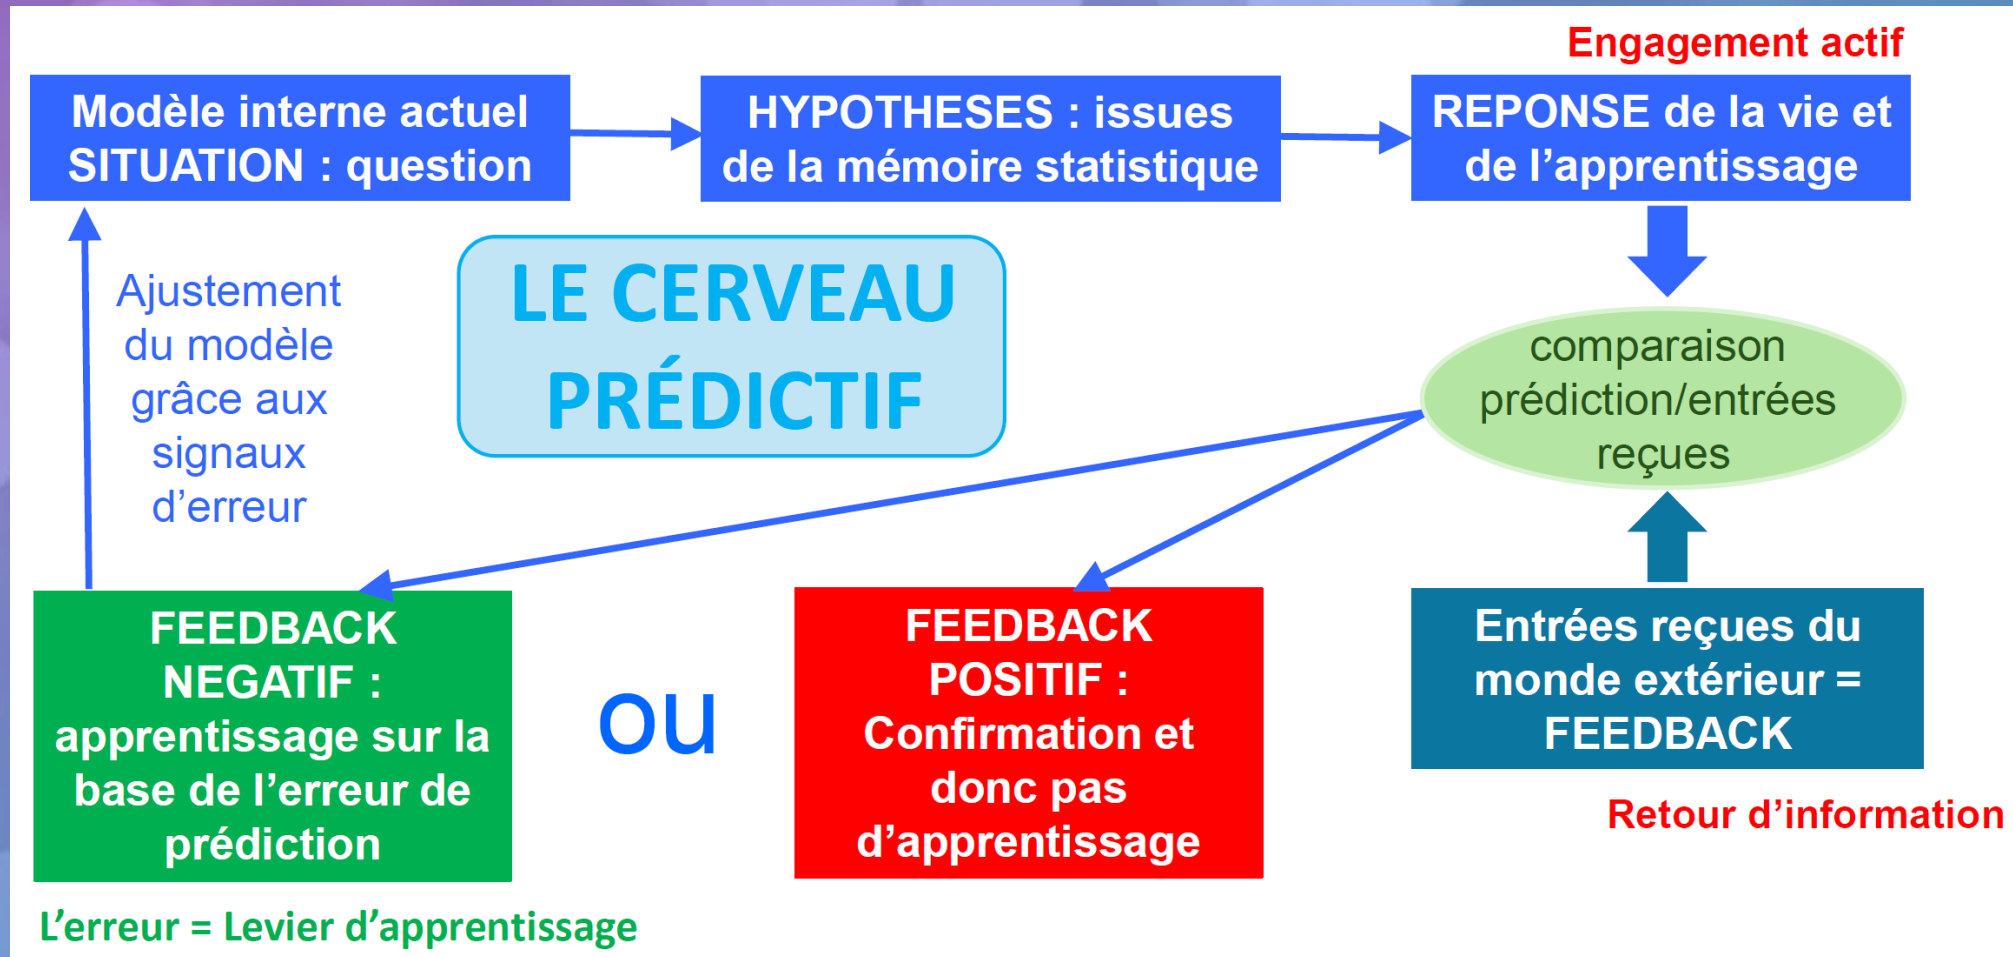 Engagement actif
Modèle interne actuel
SITUATION : question
HYPOTHESES : issues
de la mémoire statistique
REPONSE de la vie et
de l’apprentissage
LE CERVEAU
PRÉDICTIF
Ajustement
du modèle
grâce aux
signaux
d’erreur
comparaison
prédiction/entrées
reçues
FEEDBACK
NEGATIF :
apprentissage sur la
base de l’erreur de
prédiction
ou
FEEDBACK
POSITIF :
Confirmation et
donc pas
d’apprentissage
Entrées reçues du
monde extérieur =
FEEDBACK
Retour d’information
L’erreur = Levier d’apprentissage